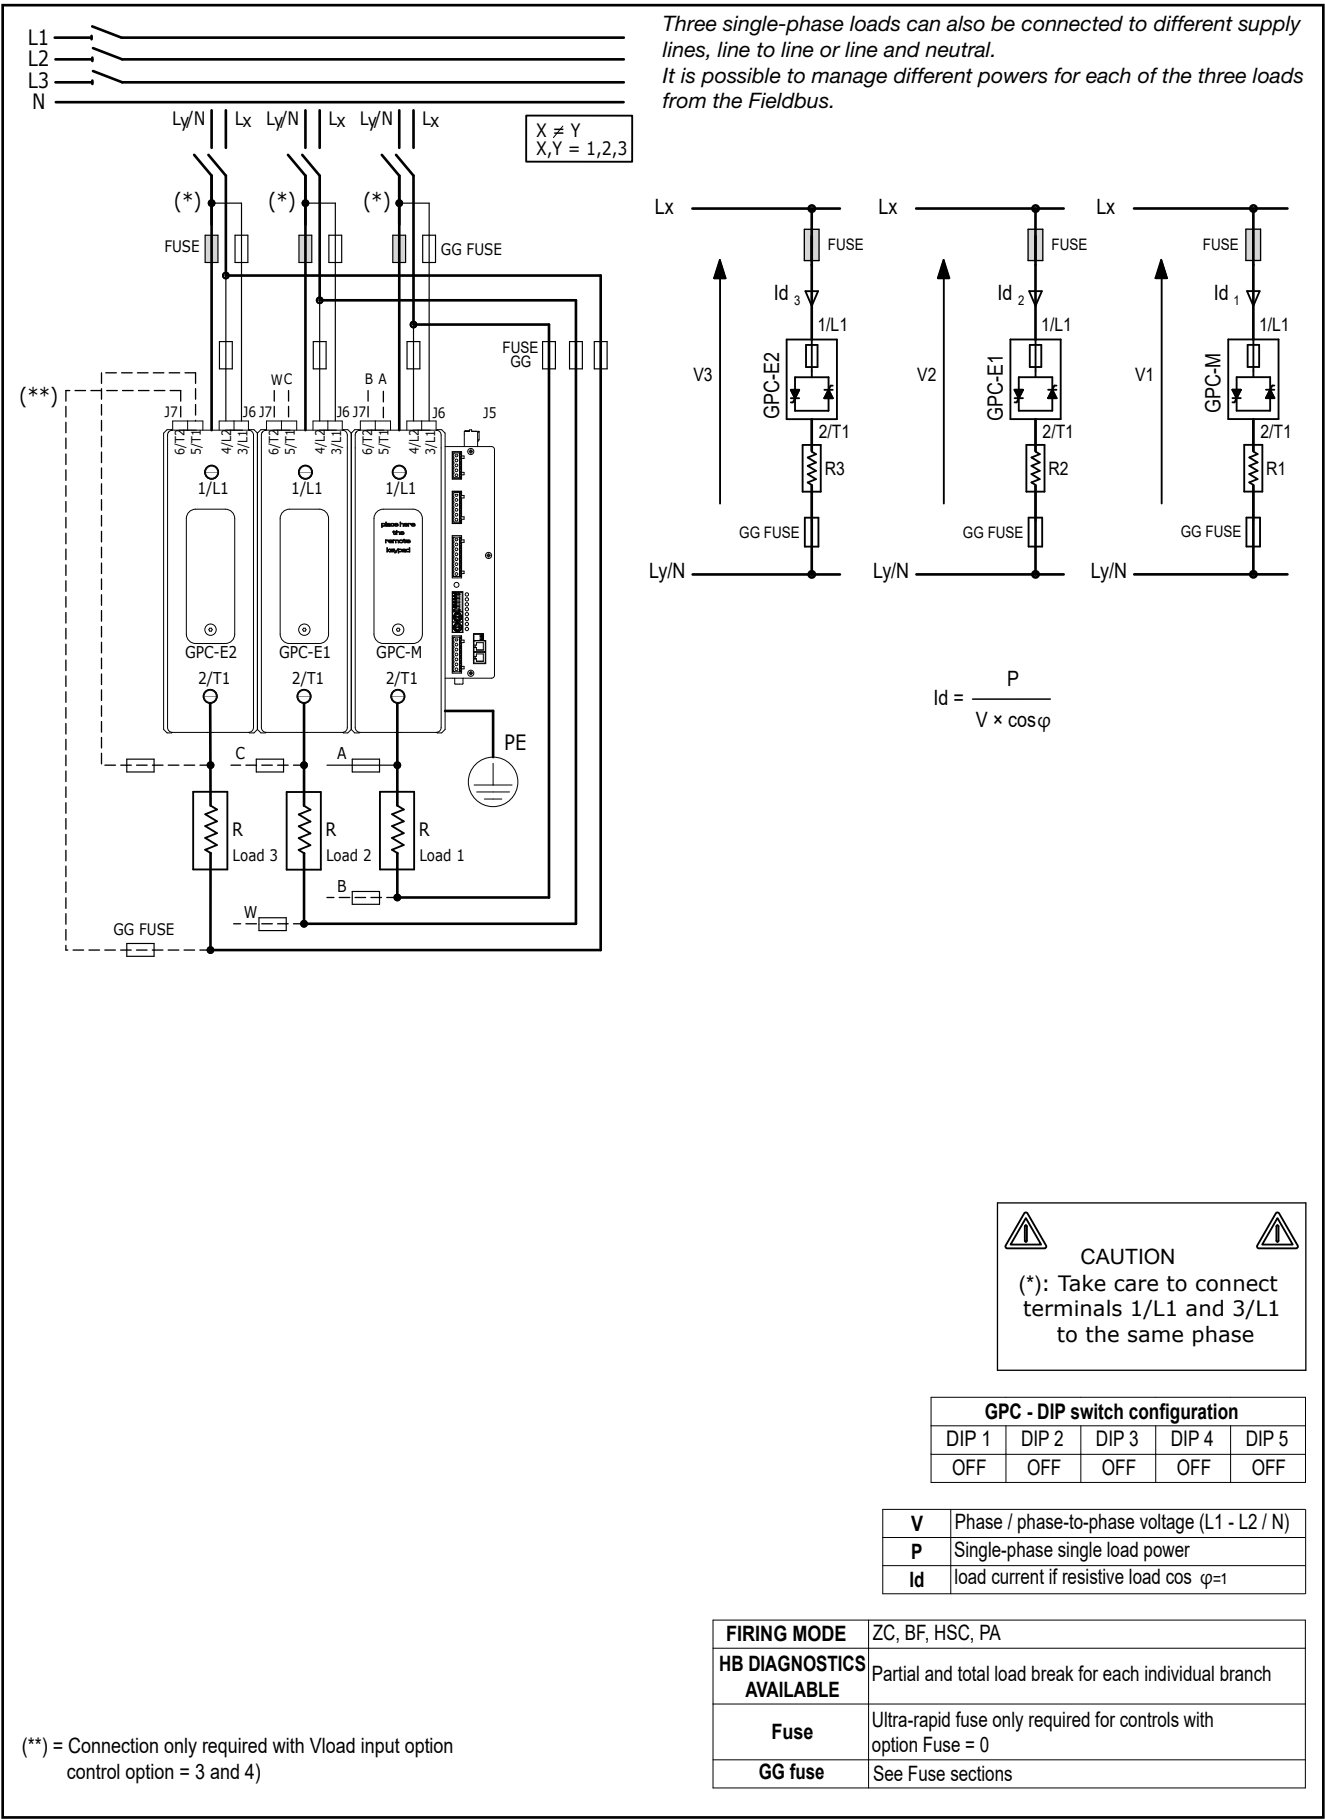 Three single-phase loads can also be connected to different supply
lines, line to line or line and neutral.
It is possible to manage different powers for each of the three loads
from the Fieldbus.
L1
L2
L3
N
Ly/N Lx Ly/N Lx Ly/N Lx
X ≠ Y
X,Y = 1,2,3
(*) (*) (*)
FUSE GG FUSE
FUSE
GG
(**)
W C B A
J7 J6 J7 J6 J7 J6 J5
6/T2 5/T1 4/L2 3/L1 6/T2 5/T1 4/L2 3/L1 6/T2 5/T1 4/L2 3/L1
1/L1 1/L1 1/L1
place here
the
remote
keypad
GPC-E2 GPC-E1 GPC-M
2/T1 2/T1 2/T1
PE
C A
R R R
Load 3 Load 2 Load 1
B
W
GG FUSE
Lx Lx Lx
FUSE FUSE FUSE
Id 3 Id 2 Id 1
1/L1 1/L1 1/L1
V3 GPC-E2 V2 GPC-E1 V1 GPC-M
2/T1 2/T1 2/T1
R3 R2 R1
GG FUSE GG FUSE GG FUSE
Ly/N Ly/N Ly/N
Id = P
V × cosφ
CAUTION
(*): Take care to connect
terminals 1/L1 and 3/L1
to the same phase
GPC - DIP switch configuration
DIP 1 DIP 2 DIP 3 DIP 4 DIP 5
OFF OFF OFF OFF OFF
V Phase / phase-to-phase voltage (L1 - L2 / N)
P Single-phase single load power
Id load current if resistive load cos φ=1
FIRING MODE ZC, BF, HSC, PA
HB DIAGNOSTICS
AVAILABLE Partial and total load break for each individual branch
Fuse Ultra-rapid fuse only required for controls with
option Fuse = 0
GG fuse See Fuse sections
(**) = Connection only required with Vload input option
control option = 3 and 4)